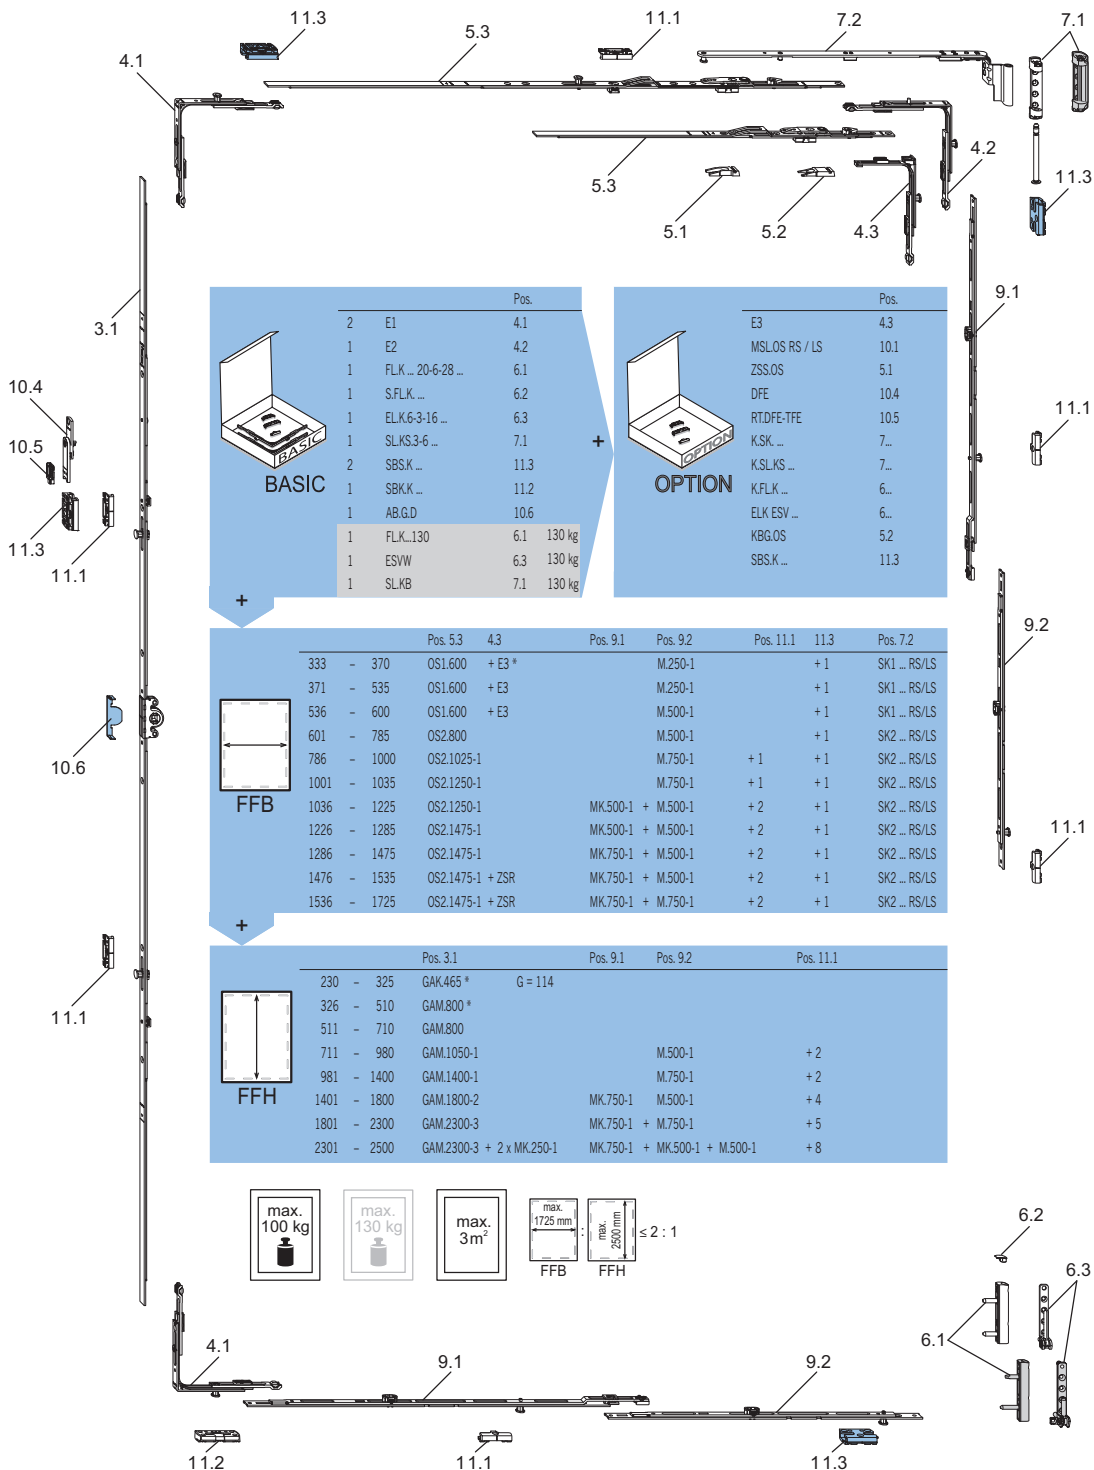 11.3
5.3
11.1
7.2
7.1
4.1
5.3
4.2
5.1
5.2
4.3
11.3
3.1
9.1
10.4
10.5
11.3
11.1
11.1
10.6
9.2
11.1
11.1
Pos.
2 E1 4.1
1 E2 4.2
1 FL.K ... 20-6-28 ... 6.1
1 S.FL.K. ... 6.2
1 EL.K.6-3-16 ... 6.3
1 SL.KS.3-6 ... 7.1
2 SBS.K ... 11.3
1 SBK.K ... 11.2
1 AB.G.D 10.6
1 FL.K...130 6.1 130 kg
1 ESVW 6.3 130 kg
1 SL.KB 7.1 130 kg
BASIC
BASIC
+
Pos.
E3 4.3
MSL.OS RS / LS 10.1
ZSS.OS 5.1
DFE 10.4
RT.DFE-TFE 10.5
K.SK. ... 7...
K.SL.KS ... 7...
K.FL.K ... 6...
ELK ESV ... 6...
KBG.OS 5.2
SBS.K ... 11.3
OPTION
OPTION
+
Pos. 5.3 4.3 Pos. 9.1 Pos. 9.2 Pos. 11.1 11.3 Pos. 7.2
333 – 370 OS1.600 + E3 * M.250-1 + 1 SK1 ... RS/LS
371 – 535 OS1.600 + E3 M.250-1 + 1 SK1 ... RS/LS
536 – 600 OS1.600 + E3 M.500-1 + 1 SK1 ... RS/LS
601 – 785 OS2.800 M.500-1 + 1 SK2 ... RS/LS
786 – 1000 OS2.1025-1 M.750-1 + 1 + 1 SK2 ... RS/LS
1001 – 1035 OS2.1250-1 M.750-1 + 1 + 1 SK2 ... RS/LS
1036 – 1225 OS2.1250-1 MK.500-1 + M.500-1 + 2 + 1 SK2 ... RS/LS
1226 – 1285 OS2.1475-1 MK.500-1 + M.500-1 + 2 + 1 SK2 ... RS/LS
1286 – 1475 OS2.1475-1 MK.750-1 + M.500-1 + 2 + 1 SK2 ... RS/LS
1476 – 1535 OS2.1475-1 + ZSR MK.750-1 + M.500-1 + 2 + 1 SK2 ... RS/LS
1536 – 1725 OS2.1475-1 + ZSR MK.750-1 + M.750-1 + 2 + 1 SK2 ... RS/LS
FFB
+
Pos. 3.1 Pos. 9.1 Pos. 9.2 Pos. 11.1
230 – 325 GAK.465 * G = 114
326 – 510 GAM.800 *
511 – 710 GAM.800
711 – 980 GAM.1050-1 M.500-1 + 2
981 – 1400 GAM.1400-1 M.750-1 + 2
1401 – 1800 GAM.1800-2 MK.750-1 M.500-1 + 4
1801 – 2300 GAM.2300-3 MK.750-1 + M.750-1 + 5
2301 – 2500 GAM.2300-3 + 2 x MK.250-1 MK.750-1 + MK.500-1 + M.500-1 + 8
FFH
max.
100 kg
max.
130 kg
max.
3m²
max.
1725 mm
FFB
:
max.
2500 mm
FFH
≤ 2 : 1
6.2
6.3
6.1
4.1
9.1
9.2
11.2
11.1
11.3